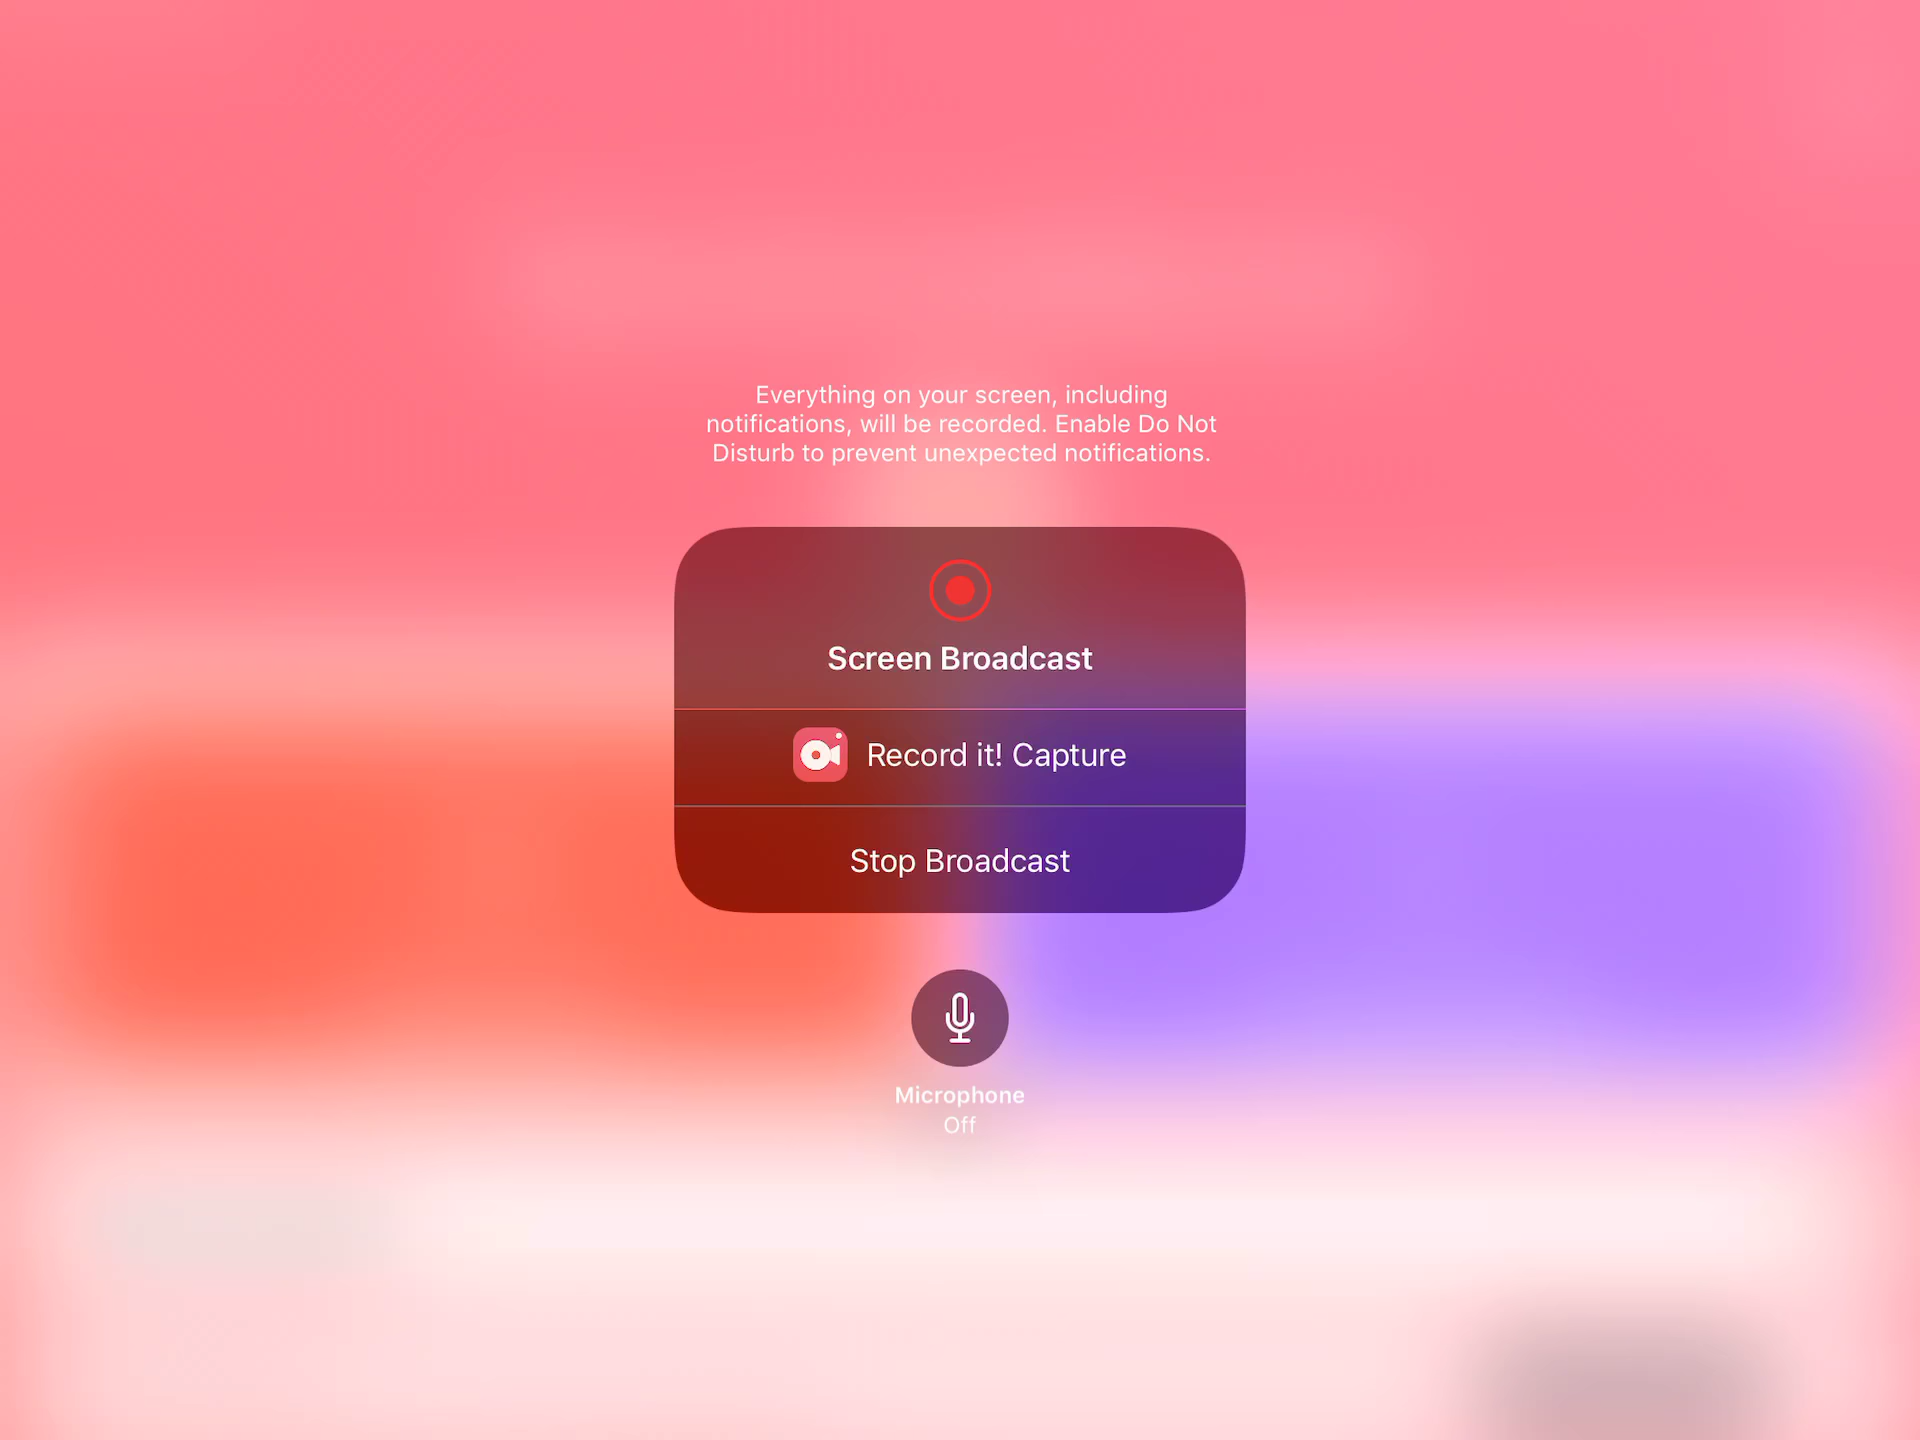 Everything on your screen, including
notifications, will be recorded. Enable Do Not
Disturb to prevent unexpected notifications.
Screen Broadcast
Record it! Capture
Stop Broadcast
Microphone
Off